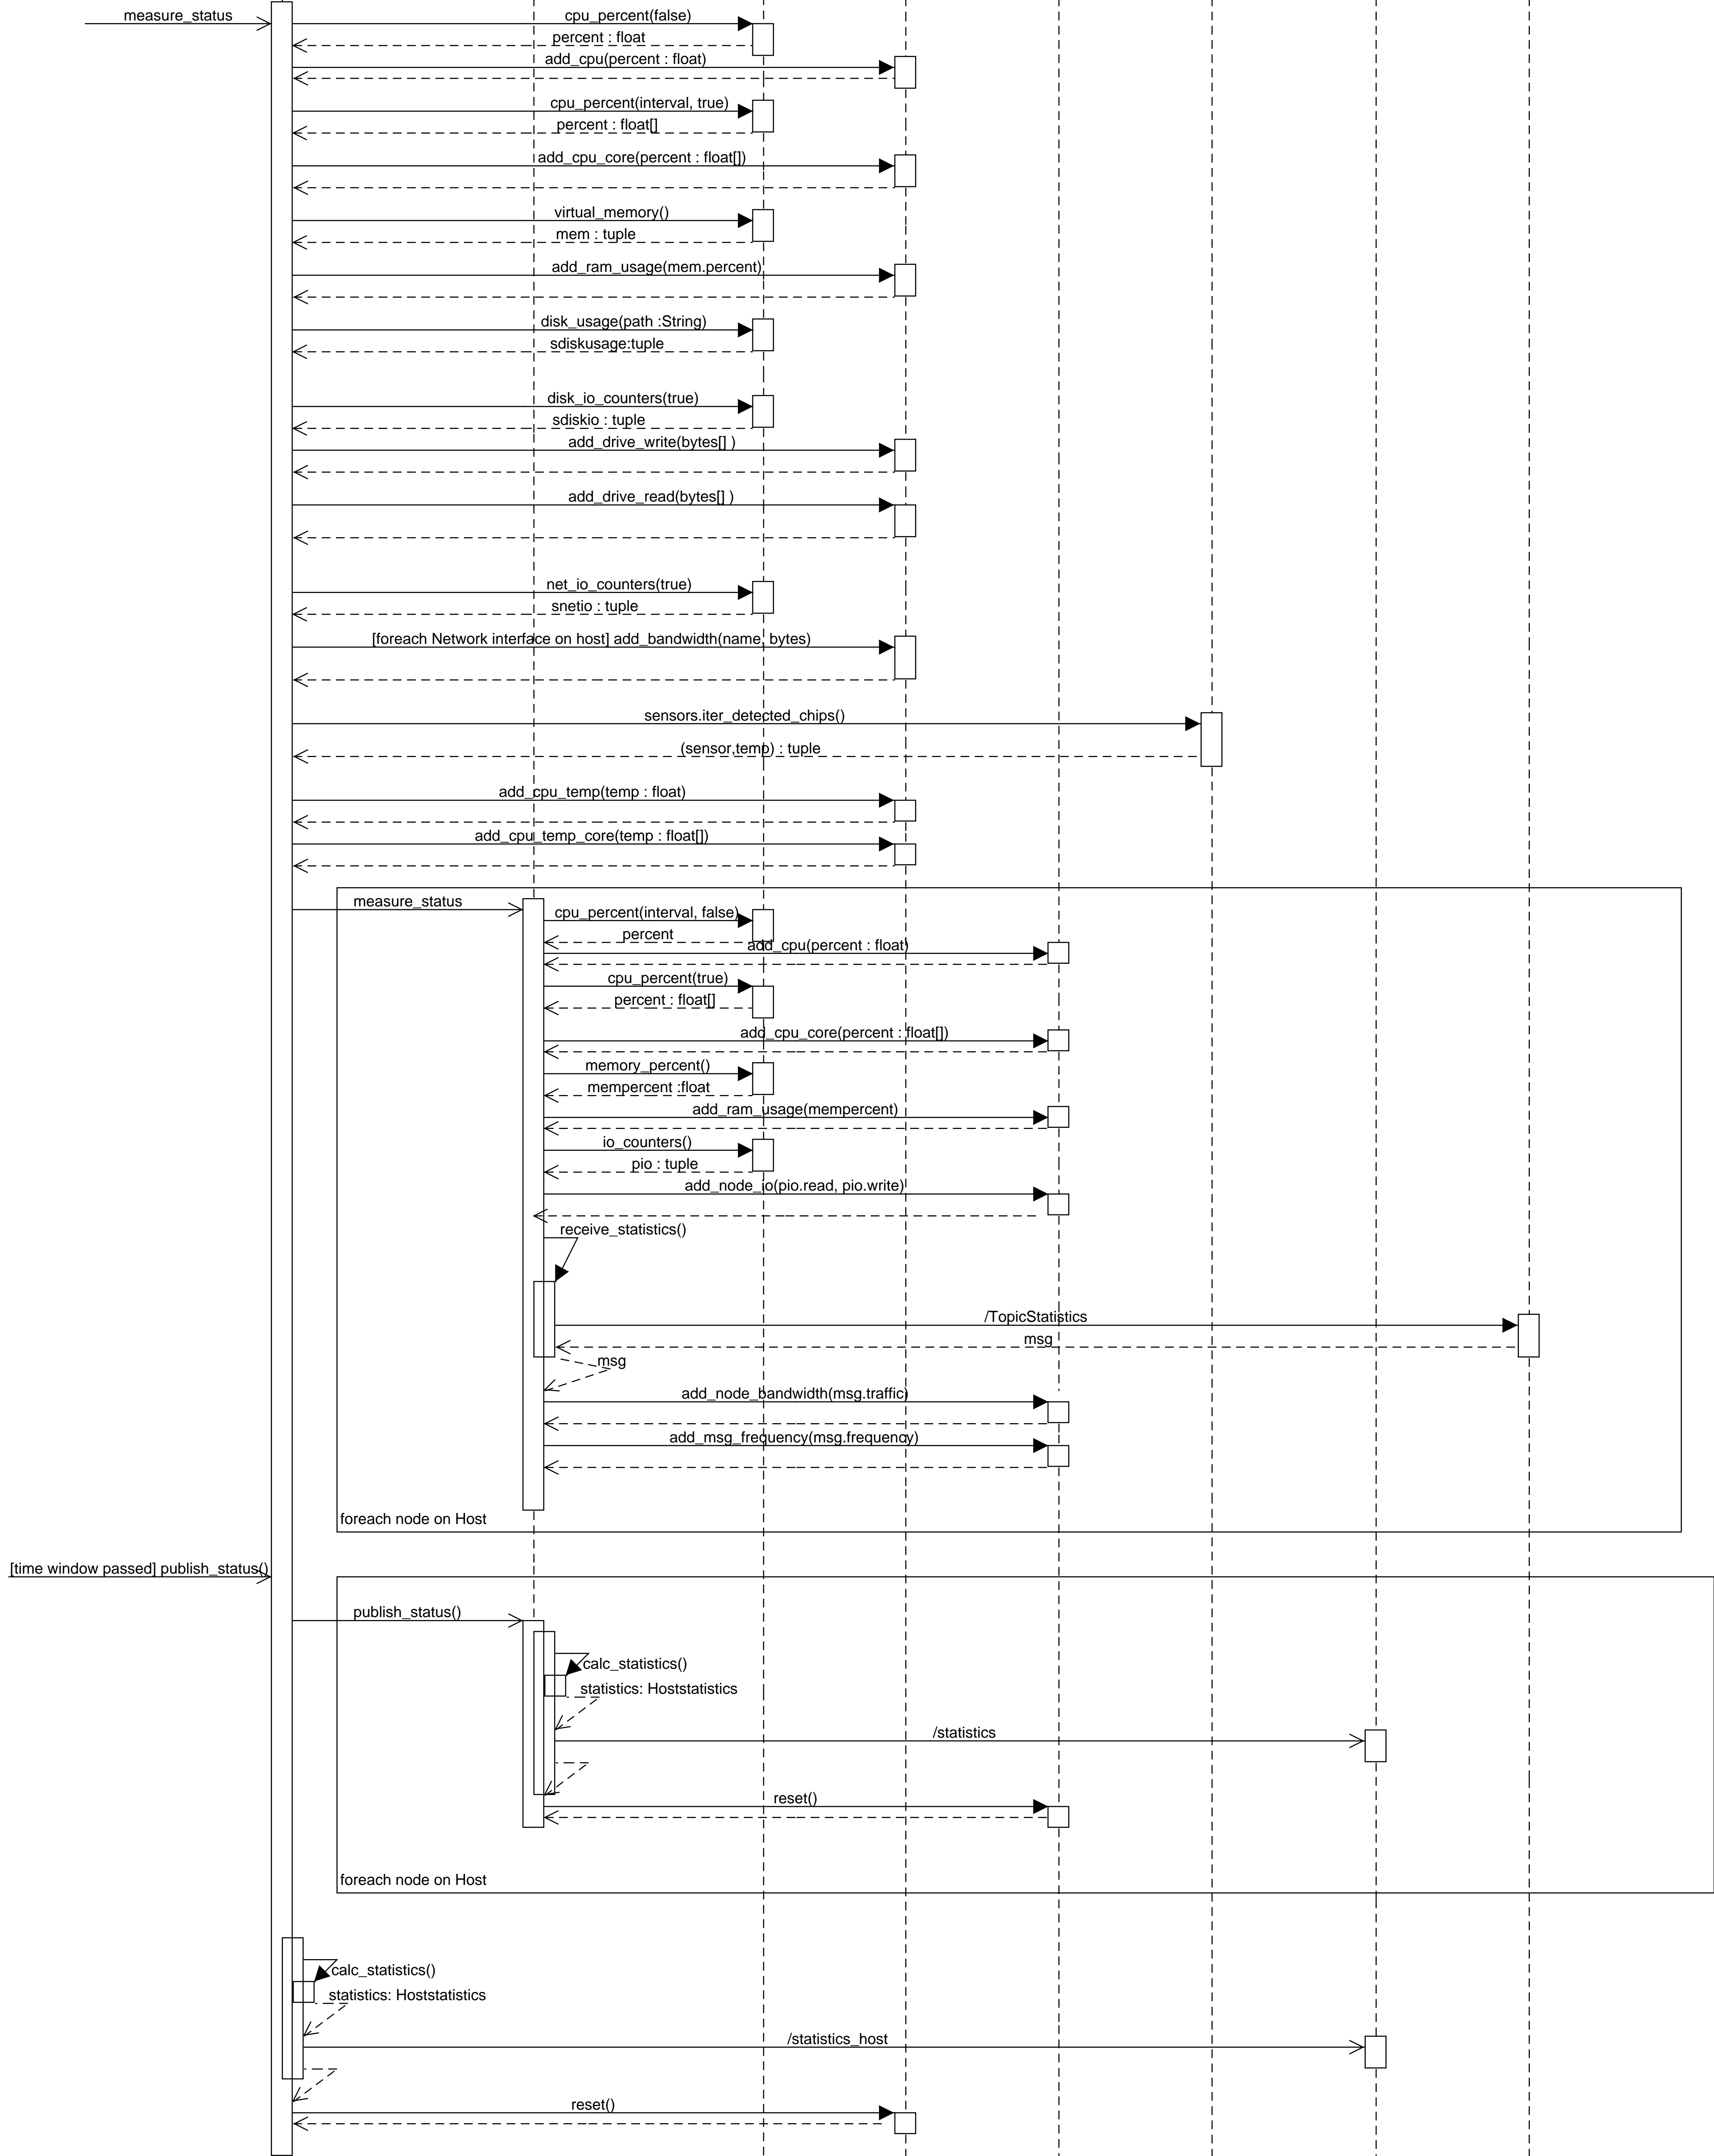 measure_status
cpu_percent(false)
percent : float
add_cpu(percent : float)
cpu_percent(interval, true)
percent : float[]
add_cpu_core(percent : float[])
virtual_memory()
mem : tuple
add_ram_usage(mem.percent)
disk_usage(path :String)
sdiskusage:tuple
disk_io_counters(true)
sdiskio : tuple
add_drive_write(bytes[] )
add_drive_read(bytes[] )
net_io_counters(true)
snetio : tuple
[foreach Network interface on host] add_bandwidth(name, bytes)
sensors.iter_detected_chips()
(sensor,temp) : tuple
add_cpu_temp(temp : float)
add_cpu_temp_core(temp : float[])
measure_status
cpu_percent(interval, false)
percent
add_cpu(percent : float)
cpu_percent(true)
percent : float[]
add_cpu_core(percent : float[])
memory_percent()
mempercent :float
add_ram_usage(mempercent)
io_counters()
pio : tuple
add_node_io(pio.read, pio.write)
receive_statistics()
/TopicStatistics
msg
msg
add_node_bandwidth(msg.traffic)
add_msg_frequency(msg.frequency)
foreach node on Host
[time window passed] publish_status()
publish_status()
calc_statistics()
statistics: Hoststatistics
/statistics
reset()
foreach node on Host
calc_statistics()
statistics: Hoststatistics
/statistics_host
reset()